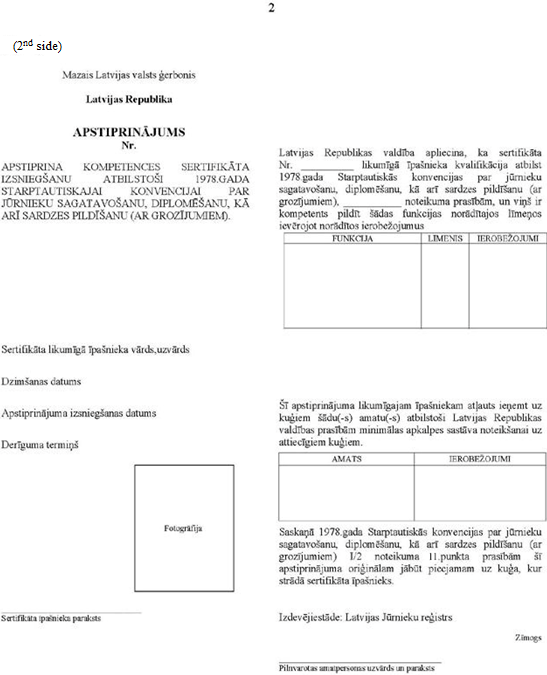 2
(2nd side)
Mazais Latvijas valsts ģerbonis
Latvijas Republika
APSTIPRINĀJUMS
Nr.
APSTIPRINA KOMPETENCES SERTIFIKĀTA
IZSNIEGŠANU ATBILSTOŠI 1978.GADA
STARPTAUTISKAJAI KONVENCIJAI PAR
JŪRNIEKU SAGATAVOŠANU, DIPLOMĒŠANU, KĀ
ARĪ SARDZES PILDĪŠANU (AR GROZĪJUMIEM).
Sertifikāta likumīgā īpašnieka vārds,uzvārds
Dzimšanas datums
Apstiprinājuma izsniegšanas datums
Derīguma termiņš
Fotogrāfija
Sertifikāta īpašnieka paraksts
Latvijas Republikas valdība apliecina, ka sertifikāta
Nr. __________ likumīgā īpašnieka kvalifikācija atbilst
1978.gada Starptautiskās konvencijas par jūrnieku
sagatavošanu, diplomēšanu, kā arī sardzes pildīšanu (ar
grozījumiem), __________ noteikuma prasībām, un viņš ir
kompetents pildīt šādas funkcijas norādītajos līmeņos
ievērojot norādītos ierobežojumus
FUNKCIJA LĪMENIS IEROBEŽOJUMI
Šī apstiprinājuma likumīgajam īpašniekam atļauts ieņemt uz
kuģiem šādu(-s) amatu(-s) atbilstoši Latvijas Republikas
valdības prasībām minimālās apkalpes sastāva noteikšanai uz
attiecīgiem kuģiem.
AMATS IEROBEŽOJUMI
Saskaņā 1978.gada Starptautiskās konvencijas par jūrnieku
sagatavošanu, diplomēšanu, kā arī sardzes pildīšanu (ar
grozījumiem) I/2 noteikuma 11.punkta prasībām šī
apstiprinājuma oriģinālam jābūt pieejamam uz kuģa, kur
strādā sertifikāta īpašnieks.
Izdevējiestāde: Latvijas Jūrnieku reģistrs
Zīmogs
Pilnvarotas amatpersonas uzvārds un paraksts